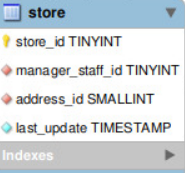 store
store_id TINYINT
manager_staff_id TINYINT
address_id SMALLINT
last_update TIMESTAMP
Indexes